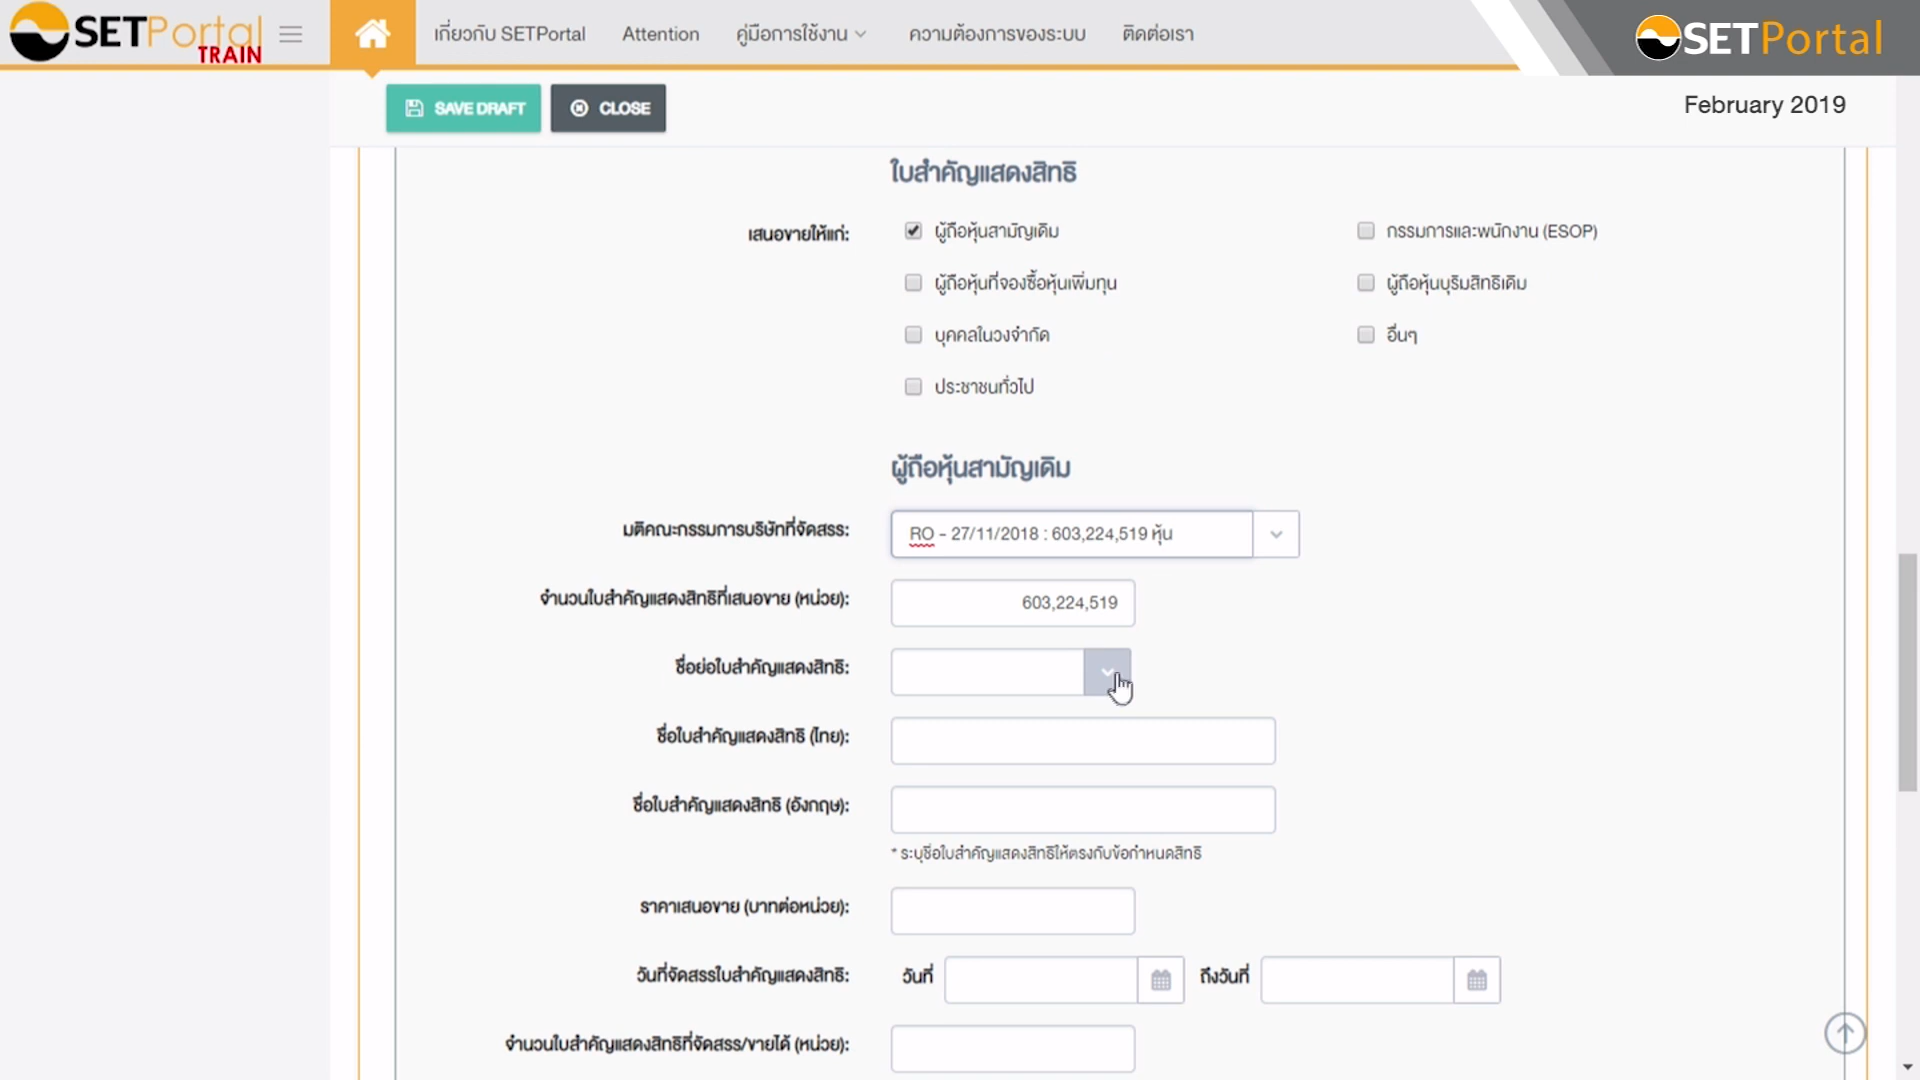 SETPortal
TRAIN
เกี่ยวกับ SETPortal
Attention
คู่มือการใช้งาน
ความต้องการของระบบ
ติดต่อเรา
SETPortal
SAVE DRAFT
CLOSE
February 2019
ใบสำคัญแสดงสิทธิ
เสนอขายให้แก่:
ผู้ถือหุ้นสามัญเดิม
กรรมการและพนักงาน (ESOP)
ผู้ถือหุ้นที่จองซื้อหุ้นเพิ่มทุน
ผู้ถือหุ้นบุริมสิทธิเดิม
บุคคลในวงจำกัด
อื่นๆ
ประชาชนทั่วไป
ผู้ถือหุ้นสามัญเดิม
มติคณะกรรมการบริษัทที่จัดสรร:
RO - 27/11/2018 : 603,224,519 หุ้น
จำนวนใบสำคัญแสดงสิทธิที่เสนอขาย (หน่วย):
603,224,519
ชื่อย่อใบสำคัญแสดงสิทธิ:
ชื่อใบสำคัญแสดงสิทธิ (ไทย):
ชื่อใบสำคัญแสดงสิทธิ (อังกฤษ):
* ระบุชื่อใบสำคัญแสดงสิทธิให้ตรงกับข้อกำหนดสิทธิ
ราคาเสนอขาย (บาทต่อหน่วย):
วันที่จัดสรรใบสำคัญแสดงสิทธิ:
วันที่
ถึงวันที่
จำนวนใบสำคัญแสดงสิทธิที่จัดสรร/ขายได้ (หน่วย):